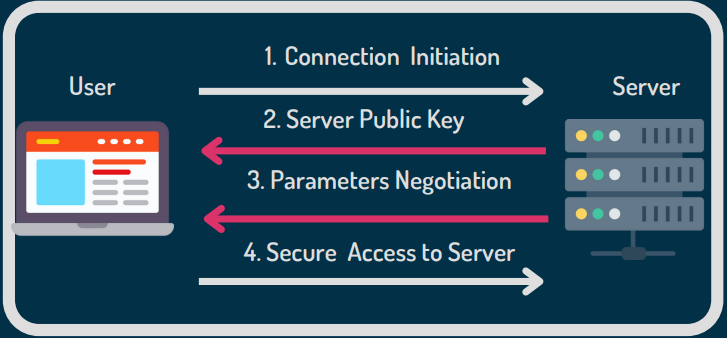 1. Connection Initiation
User
Server
2. Server Public Key
3. Parameters Negotiation
4. Secure Access to Server